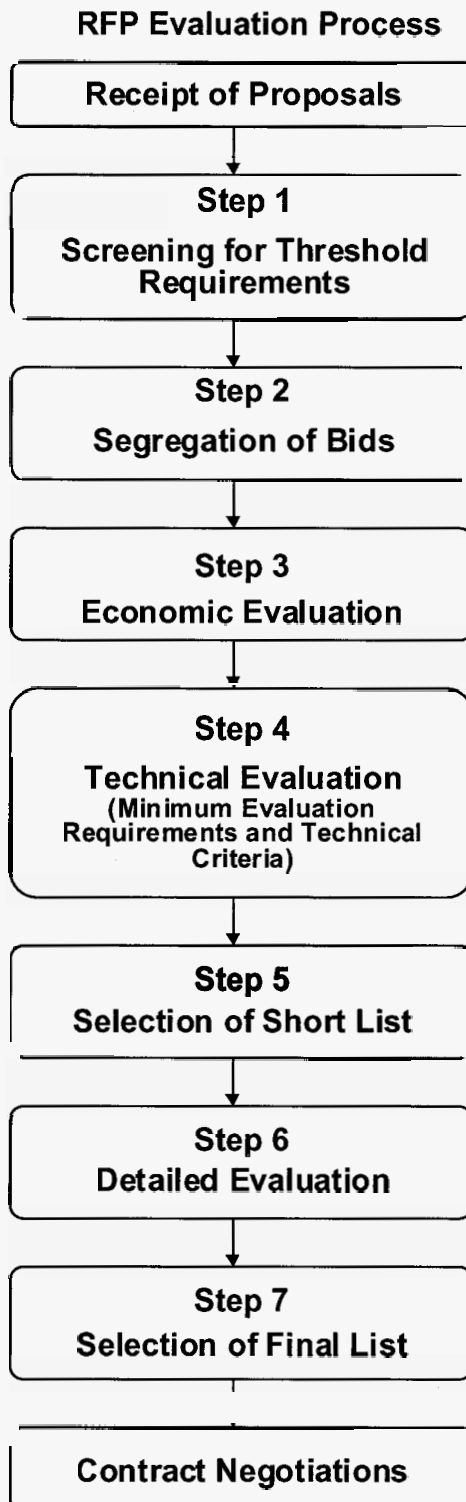 RFP Evaluation Process
Receipt of Proposals
Step 1
Screening for Threshold
Requirements
Step 2
Segregation of Bids
Step 3
Economic Evaluation
Step 4
Technical Evaluation
(Minimum Evaluation
Requirements and Technical
Criteria)
Step 5
Selection of Short List
Step 6
Detailed Evaluation
Step 7
Selection of Final List
Contract Negotiations